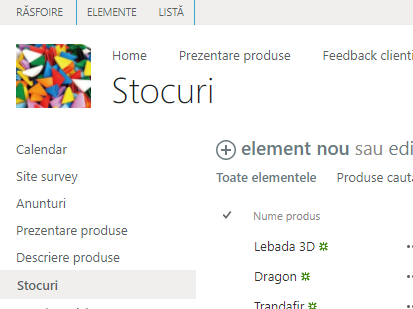 RĂSFOIRE ELEMENTE LISTĂ
Home Prezentare produse Feedback clienti
Stocuri
Calendar
Site survey
Anunturi
Prezentare produse
Descriere produse
Stocuri
element nou sau edi
Toate elementele Produse cauta
Nume produs
Lebada 3D
Dragon
Trandafir